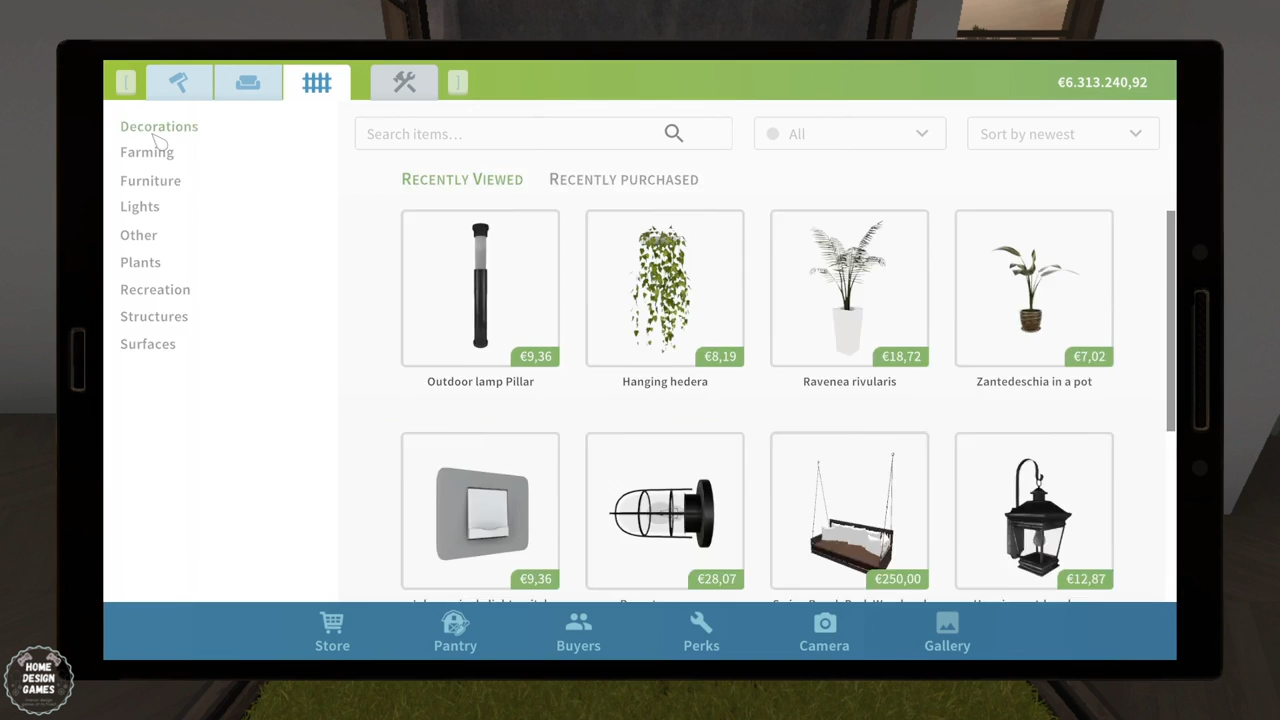 [
]
€6.313.240,92
Decorations
Farming
Furniture
Lights
Other
Plants
Recreation
Structures
Surfaces
Search items...
All
Sort by newest
RECENTLY VIEWED
RECENTLY PURCHASED
€9,36
€8,19
€18,72
€7,02
Outdoor lamp Pillar
Hanging hedera
Ravenea rivularis
Zantedeschia in a pot
€9,36
€28,07
€250,00
€12,87
Store
Pantry
Buyers
Perks
Camera
Gallery
HOME
DESIGN
GAMES